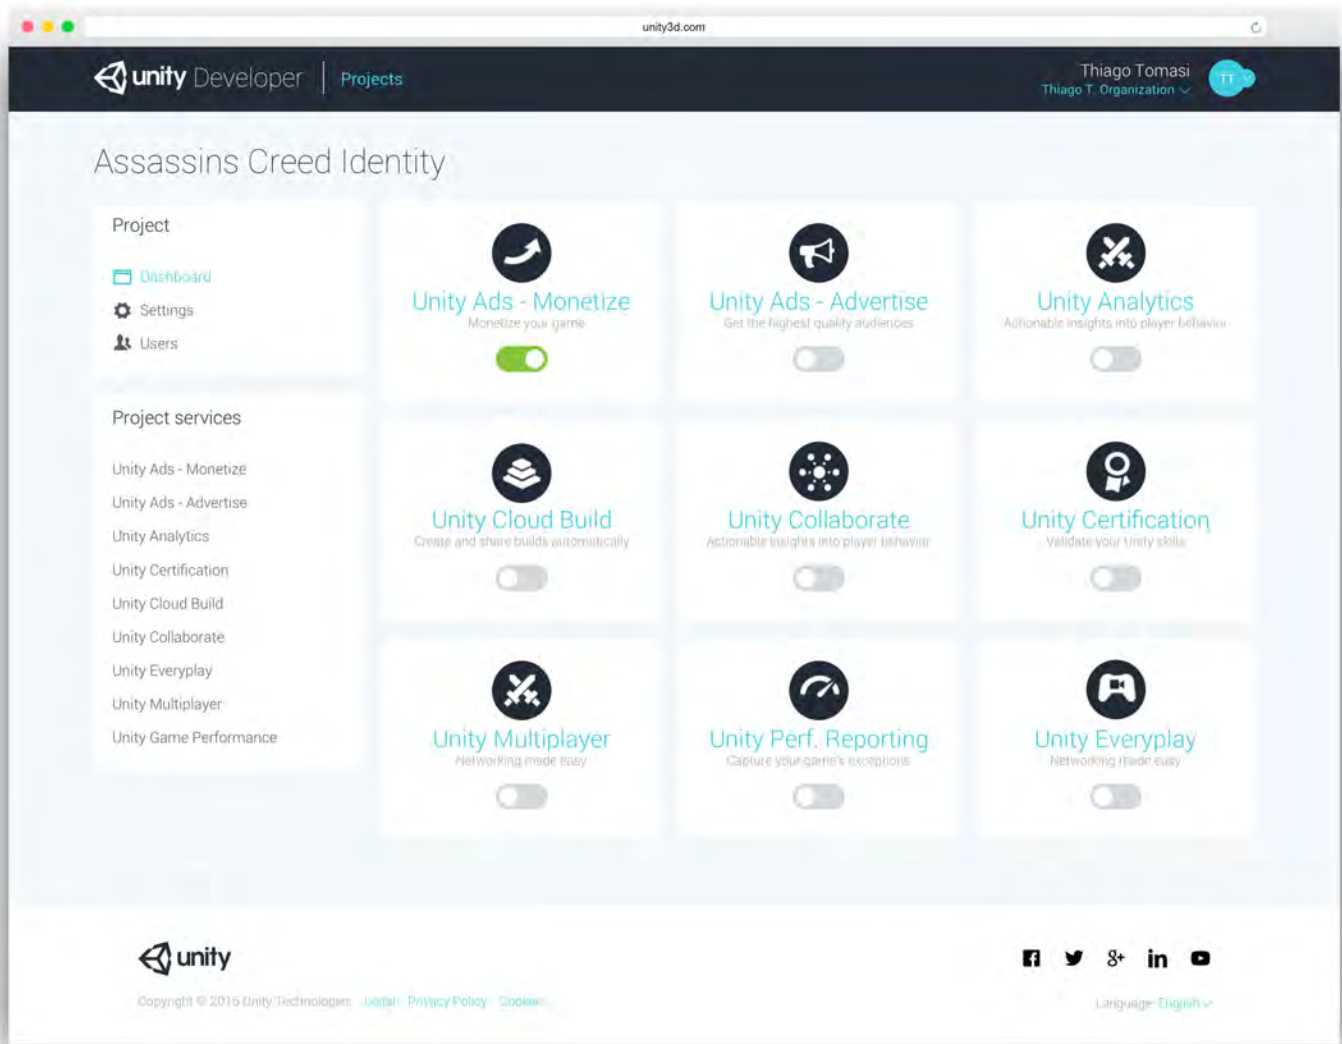 unity3d.com
unity Developer
Projects
Thiago Tomasi
Thiago T. Organization
TT
Assassins Creed Identity
Project
Dashboard
Settings
Users
Project services
Unity Ads - Monetize
Unity Ads - Advertise
Unity Analytics
Unity Certification
Unity Cloud Build
Unity Collaborate
Unity Everyplay
Unity Multiplayer
Unity Game Performance
Unity Ads - Monetize
Monetize your game
Unity Ads - Advertise
Get the highest quality audiences
Unity Analytics
Actionable insights into player behavior
Unity Cloud Build
Create and share builds automatically
Unity Collaborate
Actionable insights into player behavior
Unity Certification
Validate your Unity skills
Unity Multiplayer
Networking made easy
Unity Perf. Reporting
Capture your game's exceptions
Unity Everyplay
Networking made easy
unity
8+
in
Copyright © 2016 Unity Technologies Privacy Policy Cookies
Language: English